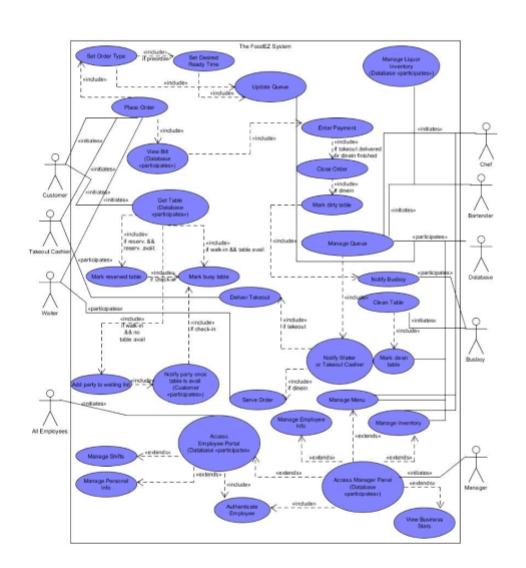 The FoodEZ System
Set Order Type
«include»
if preorder
Set Desired
Ready Time
«include»
«include»
«include»
Update Queue
Manage Liquor
Inventory
(Database
«participates»)
Place Order
«include»
View Bill
(Database
«participates»)
«include»
Enter Payment
«include»
if takeout delivered
or dinein finished
Close Order
«include»
if dinein
Mark dirty table
Manage Queue
«initiates»
Chef
«initiates»
Bartender
«participates»
Database
«initiates»
Customer
«initiates»
Takeout Cashier
«participates»
Waiter
Get Table
(Database
«participates»)
«include»
if reserv. &&
reserv. avail.
«include»
if walk-in && table avail.
Mark reserved table
«include»
if check-in
Mark busy table
Notify Busboy
«participates»
Clean Table
«initiates»
«include»
Busboy
Mark clean
table
«participates»
Deliver Takeout
«include»
if takeout
«include»
«include»
if walk-in
&& no
table avail
«include»
if check-in
Add party to waiting list
«include»
Notify party once
table is avail
(Customer
«participates»)
Notify Waiter
or Takeout Cashier
Serve Order
«include»
if dinein
All Employees
«initiates»
Manage Menu
Manage Employee
Info
Manage Inventory
«extends»
«extends»
«extends»
Access
Employee Portal
(Database
«participates»)
Manage Shifts
«extends»
Manage Personal
Info
«extends»
«extends»
«include»
Authenticate
Employee
«include»
Access Manager Panel
(Database
«participates»)
«initiates»
Manager
«extends»
View Business
Stats